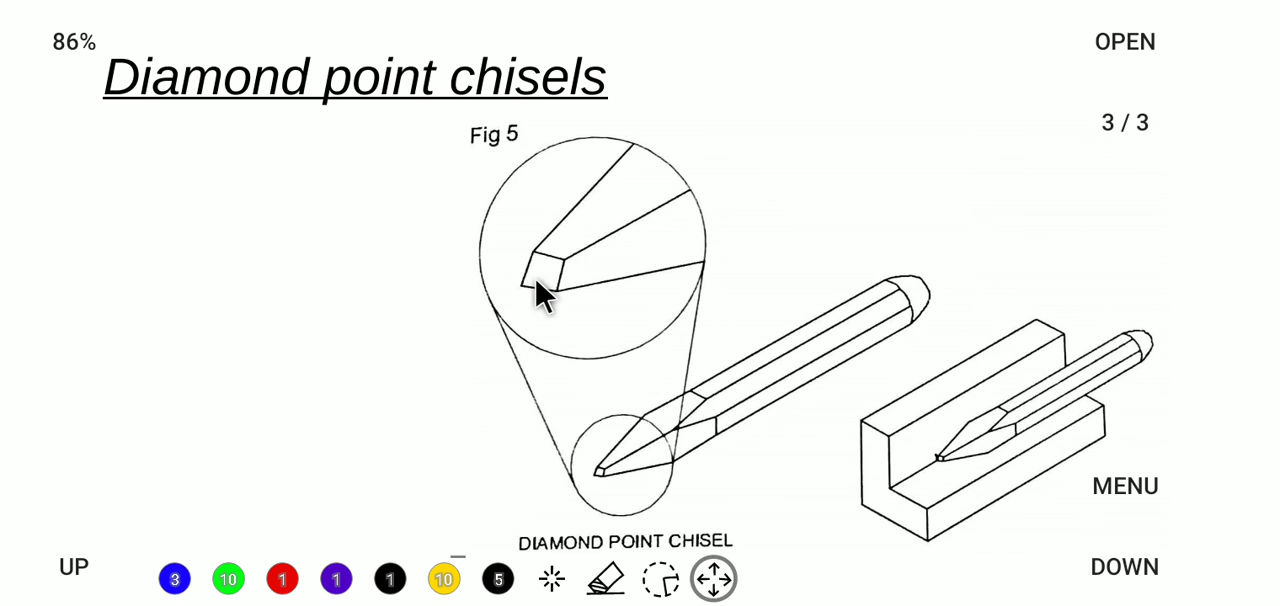 86%
OPEN
Diamond point chisels
3 / 3
Fig 5
MENU
DIAMOND POINT CHISEL
UP
DOWN
3 10 1 1 1 10 5